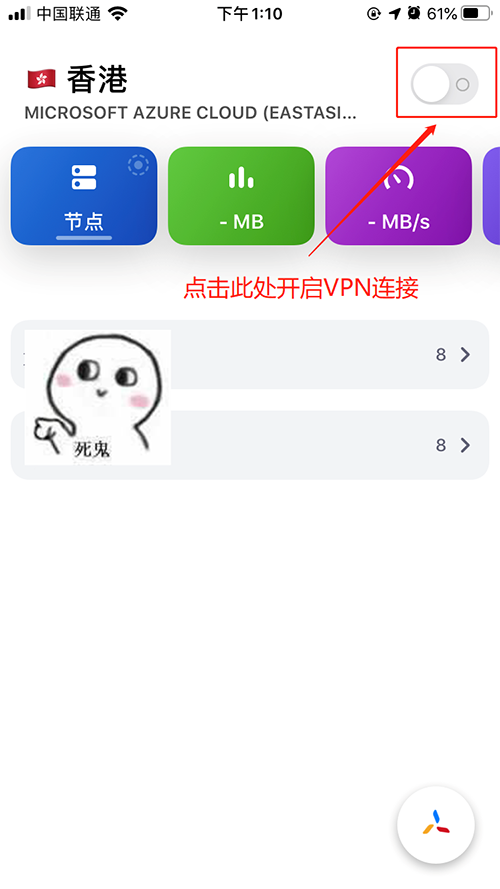 中国联通
下午1:10
61%
香港
MICROSOFT AZURE CLOUD (EASTASI...
节点
- MB
- MB/s
点击此处开启VPN连接
8
死鬼
8